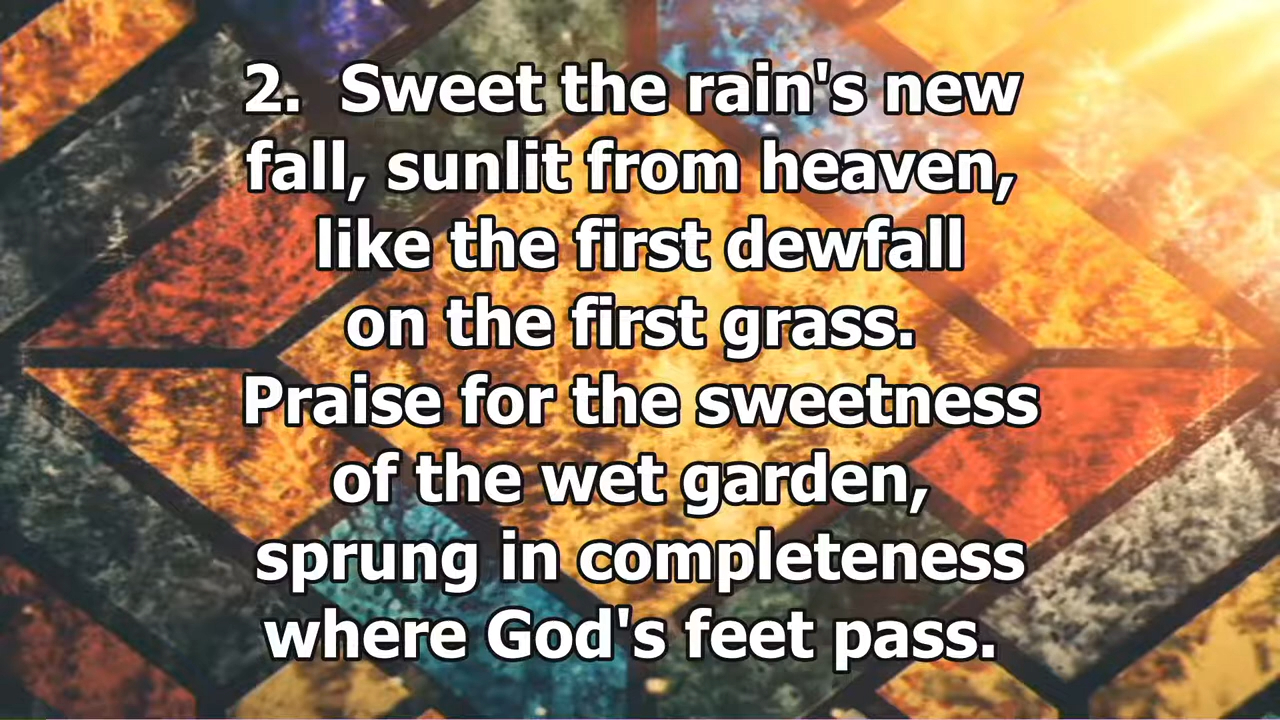 2.  Sweet the rain's new
fall, sunlit from heaven,
like the first dewfall
on the first grass.
Praise for the sweetness
of the wet garden,
sprung in completeness
where God's feet pass.